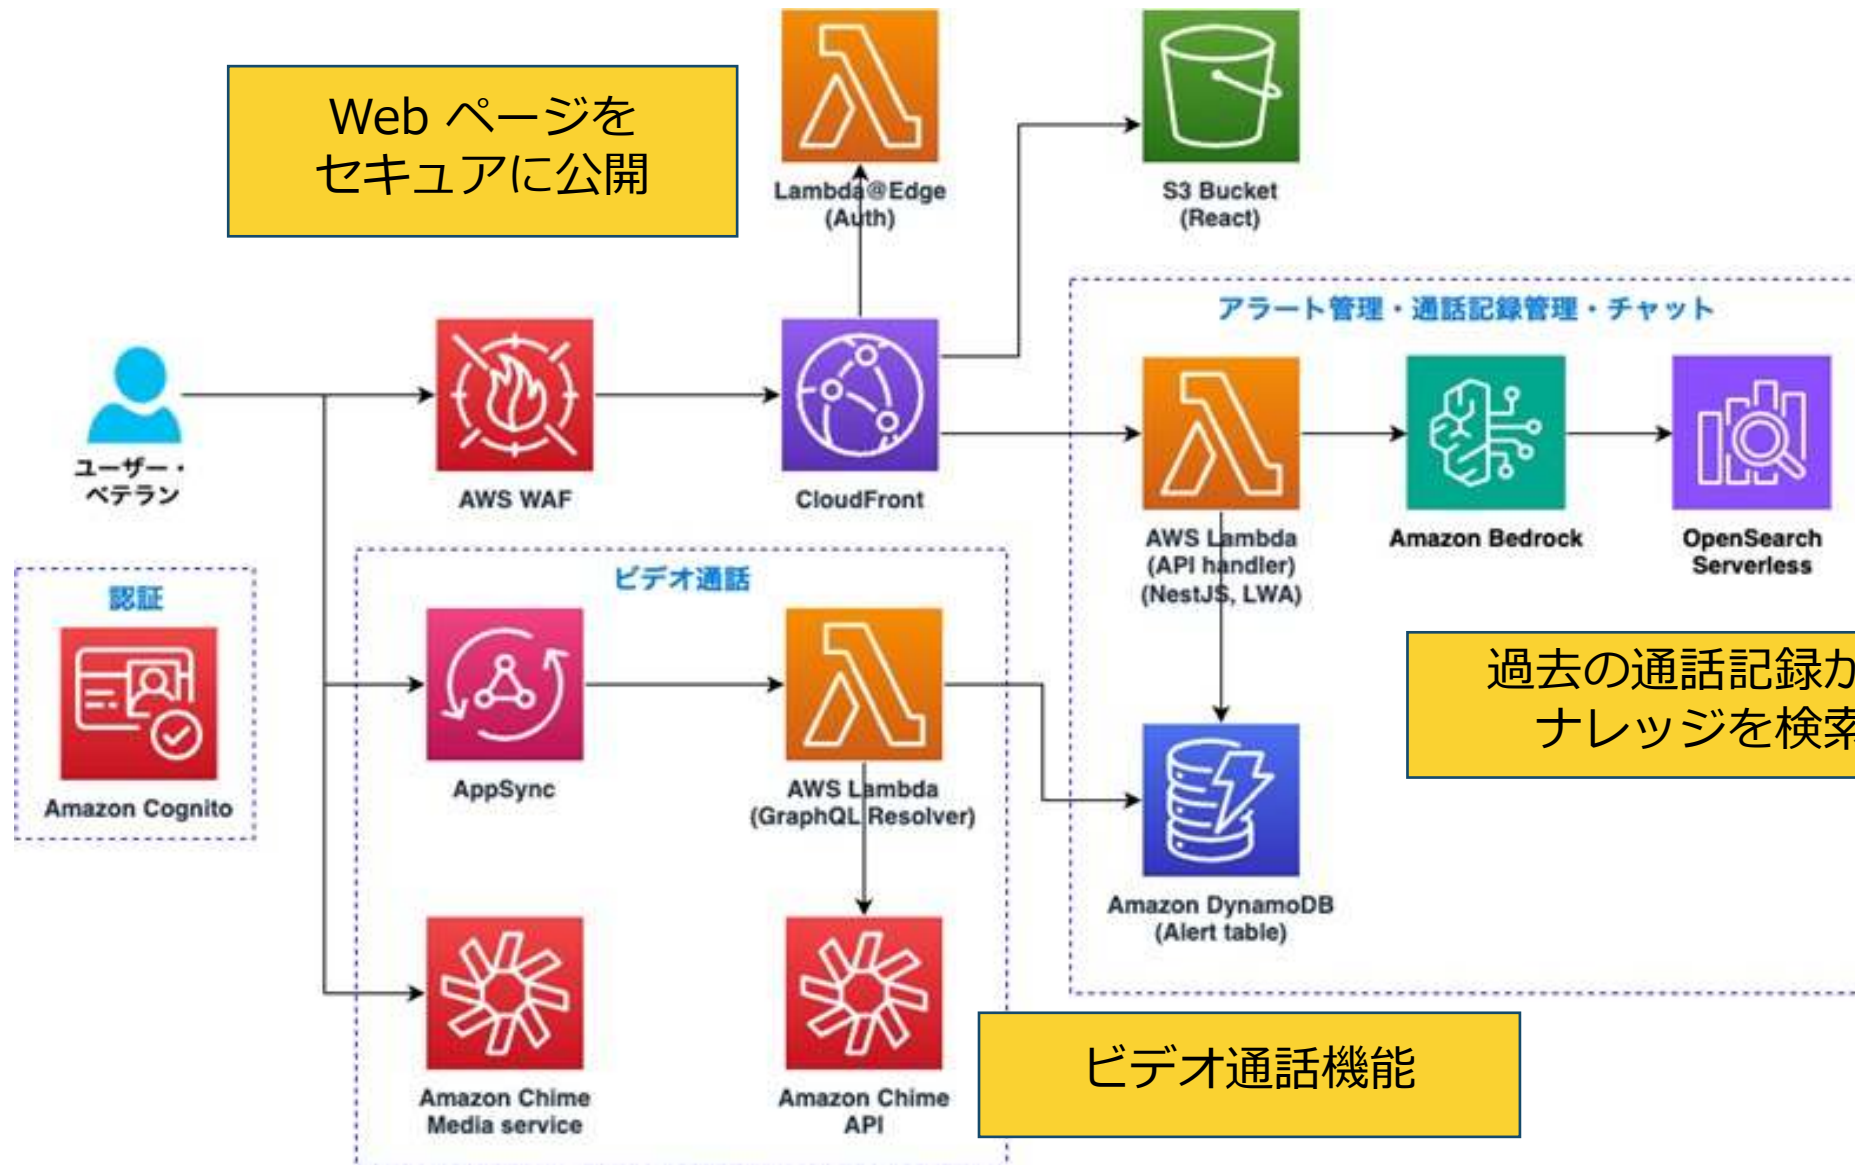 Web ページを
セキュアに公開
Lambda@Edge
(Auth)
S3 Bucket
(React)
アラート管理・通話記録管理・チャット
ユーザー・
ベテラン
AWS WAF
CloudFront
AWS Lambda
(API handler)
(NestJS, LWA)
Amazon Bedrock
OpenSearch
Serverless
認証
Amazon Cognito
ビデオ通話
AppSync
AWS Lambda
(GraphQL Resolver)
過去の通話記録か
ナレッジを検索
Amazon DynamoDB
(Alert table)
Amazon Chime
Media service
Amazon Chime
API
ビデオ通話機能